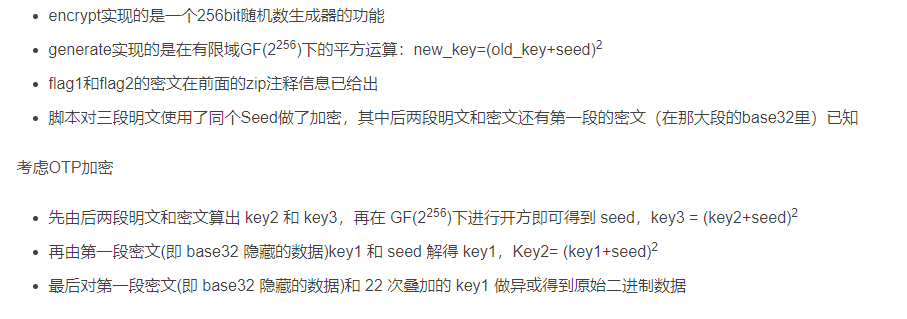 encrypt实现的是一个256bit随机数生成器的功能
generate实现的是在有限域GF(2²⁵⁶)下的平方运算：new_key=(old_key+seed)²
flag1和flag2的密文在前面的zip注释信息已给出
脚本对三段明文使用了同个Seed做了加密，其中后两段明文和密文还有第一段的密文（在那大段的base32里）已知
考虑OTP加密
先由后两段明文和密文算出 key2 和 key3，再在 GF(2²⁵⁶)下进行开方即可得到 seed，key3 = (key2+seed)²
再由第一段密文(即 base32 隐藏的数据)key1 和 seed 解得 key1，Key2= (key1+seed)²
最后对第一段密文(即 base32 隐藏的数据)和 22 次叠加的 key1 做异或得到原始二进制数据